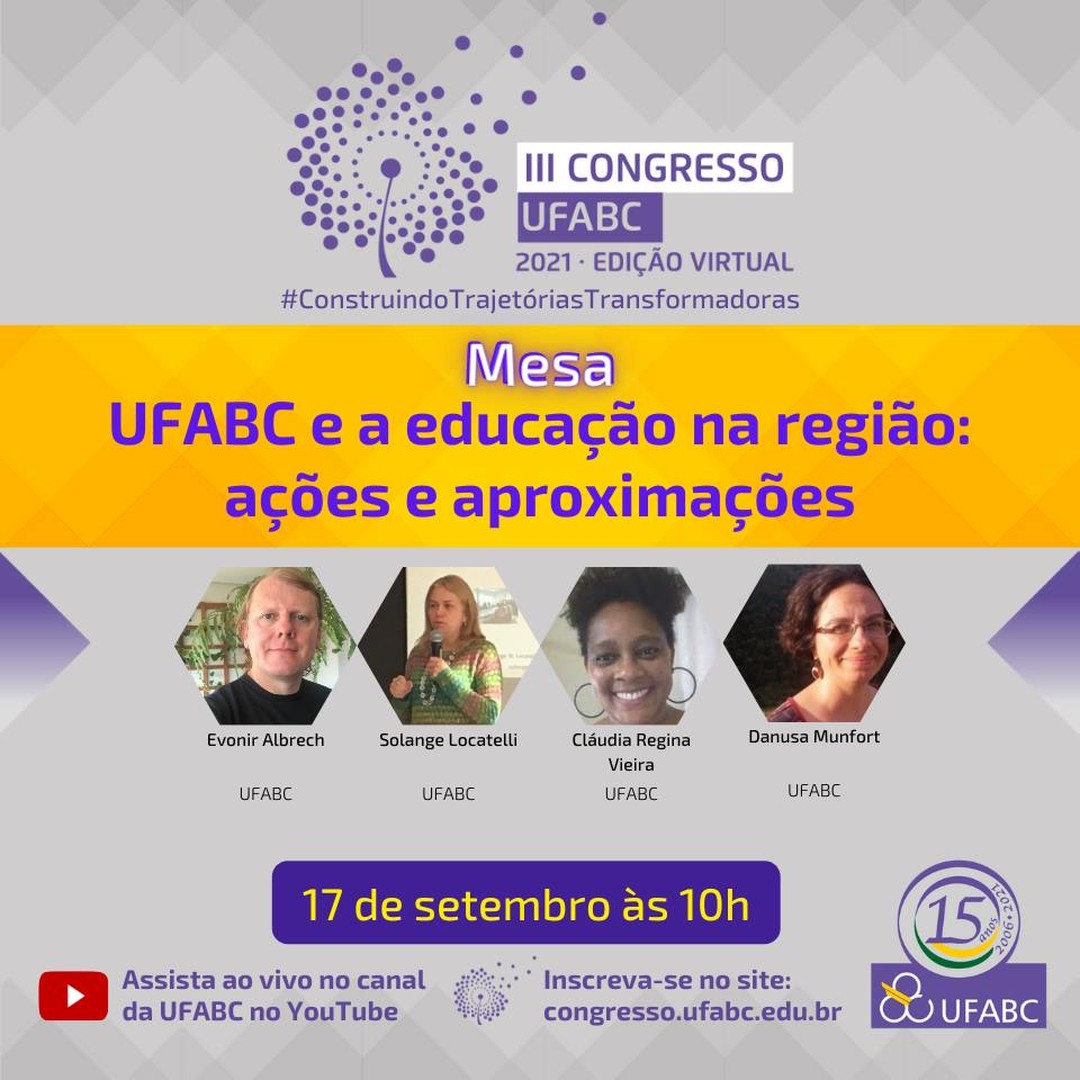 III CONGRESSO
UFABC
2021 · EDIÇÃO VIRTUAL
#ConstruindoTrajetóriasTransformadoras
Mesa
UFABC e a educação na região:
ações e aproximações
Evonir Albrech
UFABC
Solange Locatelli
UFABC
Cláudia Regina
Vieira
UFABC
Danusa Munfort
UFABC
17 de setembro às 10h
Assista ao vivo no canal
da UFABC no YouTube
Inscreva-se no site:
congresso.ufabc.edu.br
15
anos
2006•2021
UFABC